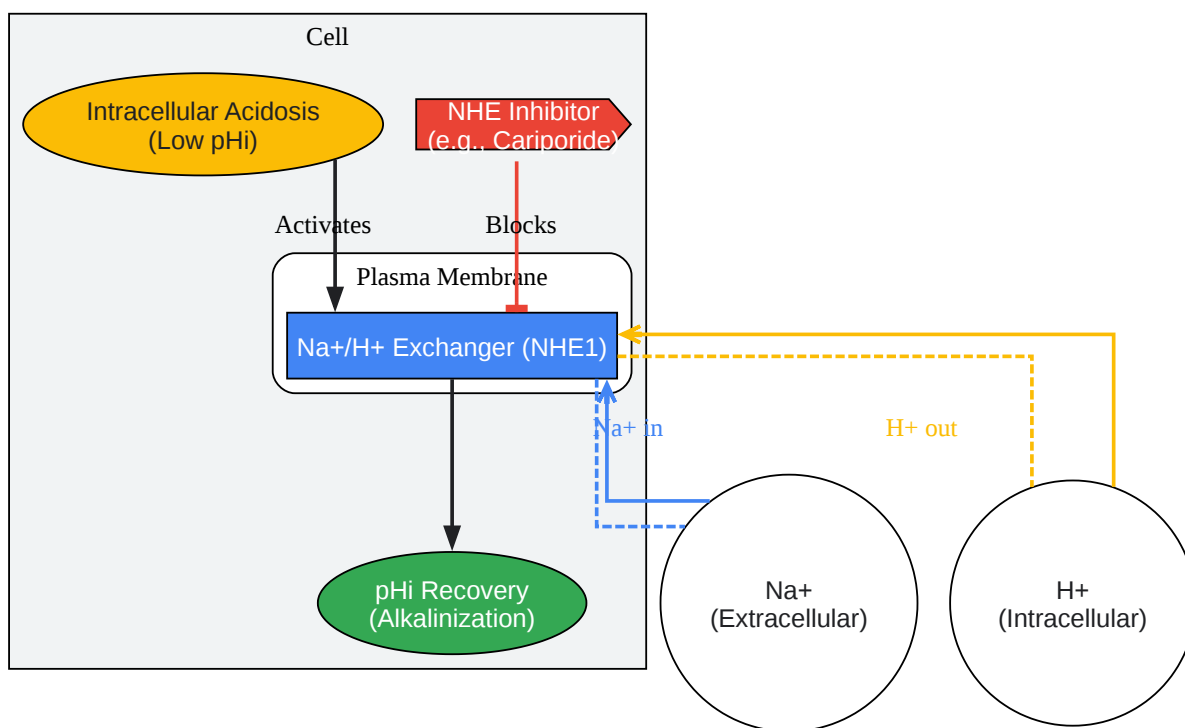 Cell
Intracellular Acidosis
(Low pHi)
NHE Inhibitor
(e.g., Cariporide)
Activates
Blocks
Plasma Membrane
Na+/H+ Exchanger (NHE1)
Na+ in
H+ out
pHi Recovery
(Alkalinization)
Na+
(Extracellular)
H+
(Intracellular)